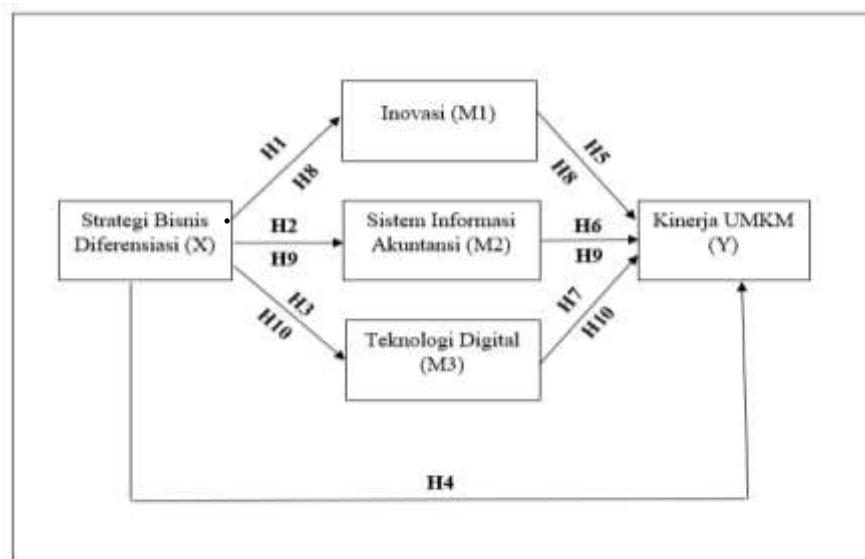 Inovasi (M1)
H1
H8
H5
H8
Strategi Bisnis
Diferensiasi (X)
H2
H9
Sistem Informasi
Akuntansi (M2)
H6
H9
Kinerja UMKM
(Y)
H3
H10
Teknologi Digital
(M3)
H7
H10
H4